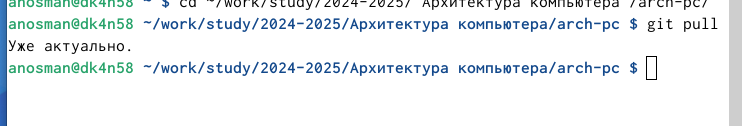 anosman@dk4n58 ~ $ cd ~/work/study/2024-2025/ Архитектура компьютера /arch-pc/
anosman@dk4n58 ~/work/study/2024-2025/Архитектура компьютера/arch-pc $ git pull
Уже актуально.
anosman@dk4n58 ~/work/study/2024-2025/Архитектура компьютера/arch-pc $